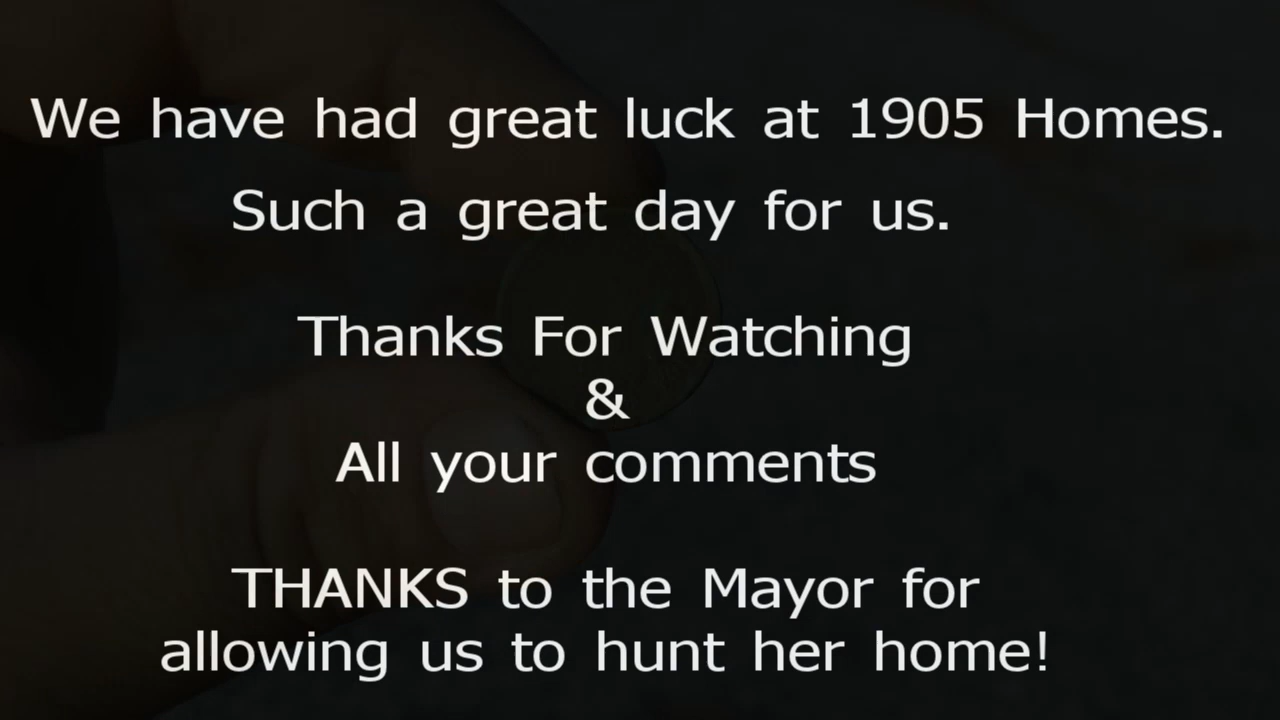 We have had great luck at 1905 Homes.
Such a great day for us.
Thanks For Watching
&
All your comments
THANKS to the Mayor for
allowing us to hunt her home!